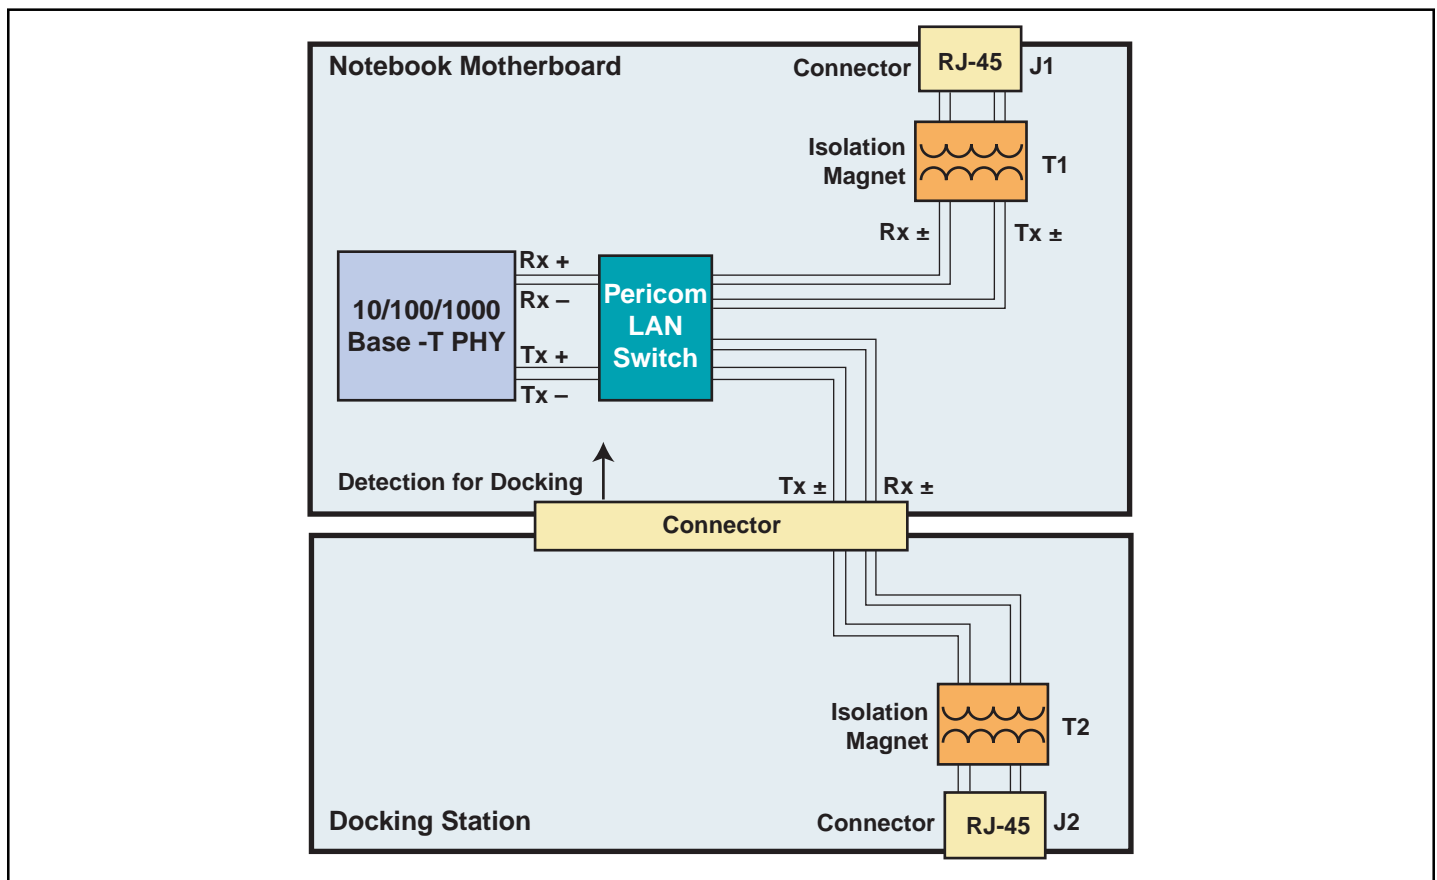 Notebook Motherboard
Connector
RJ-45
J1
Isolation
Magnet
T1
Rx ±
Tx ±
10/100/1000
Base -T PHY
Rx +
Rx –
Tx +
Tx –
Pericom
LAN
Switch
Detection for Docking
Tx ±
Rx ±
Connector
Isolation
Magnet
T2
Docking Station
Connector
RJ-45
J2